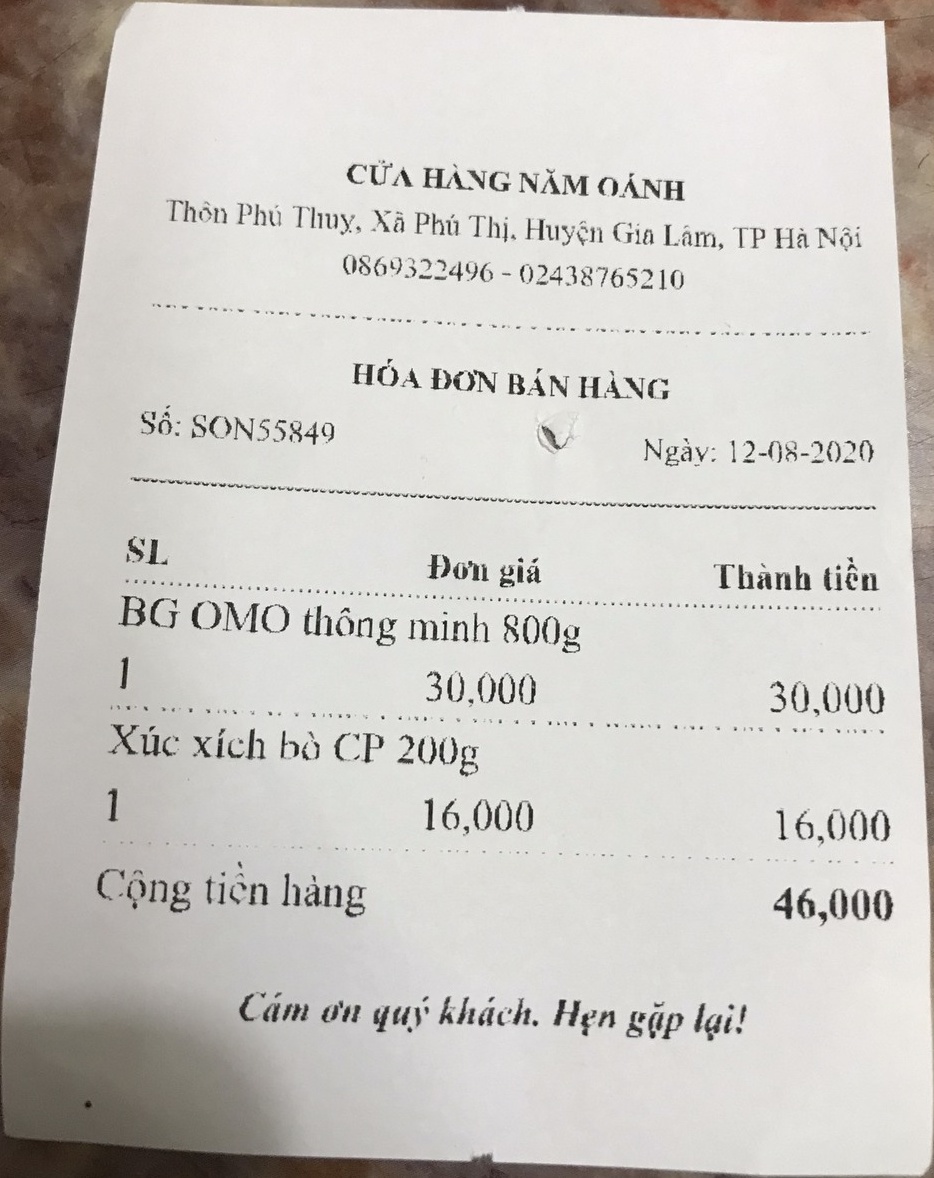 CỬA HÀNG NĂM OÁNH
Thôn Phú Thuỵ, Xã Phú Thị, Huyện Gia Lâm, TP Hà Nội
0869322496 - 02438765210
HÓA ĐƠN BÁN HÀNG
Số: SON55849 Ngày: 12-08-2020
SL Đơn giá Thành tiền
BG OMO thông minh 800g
1 30,000 30,000
Xúc xích bò CP 200g
1 16,000 16,000
Cộng tiền hàng 46,000
Cám ơn quý khách. Hẹn gặp lại!